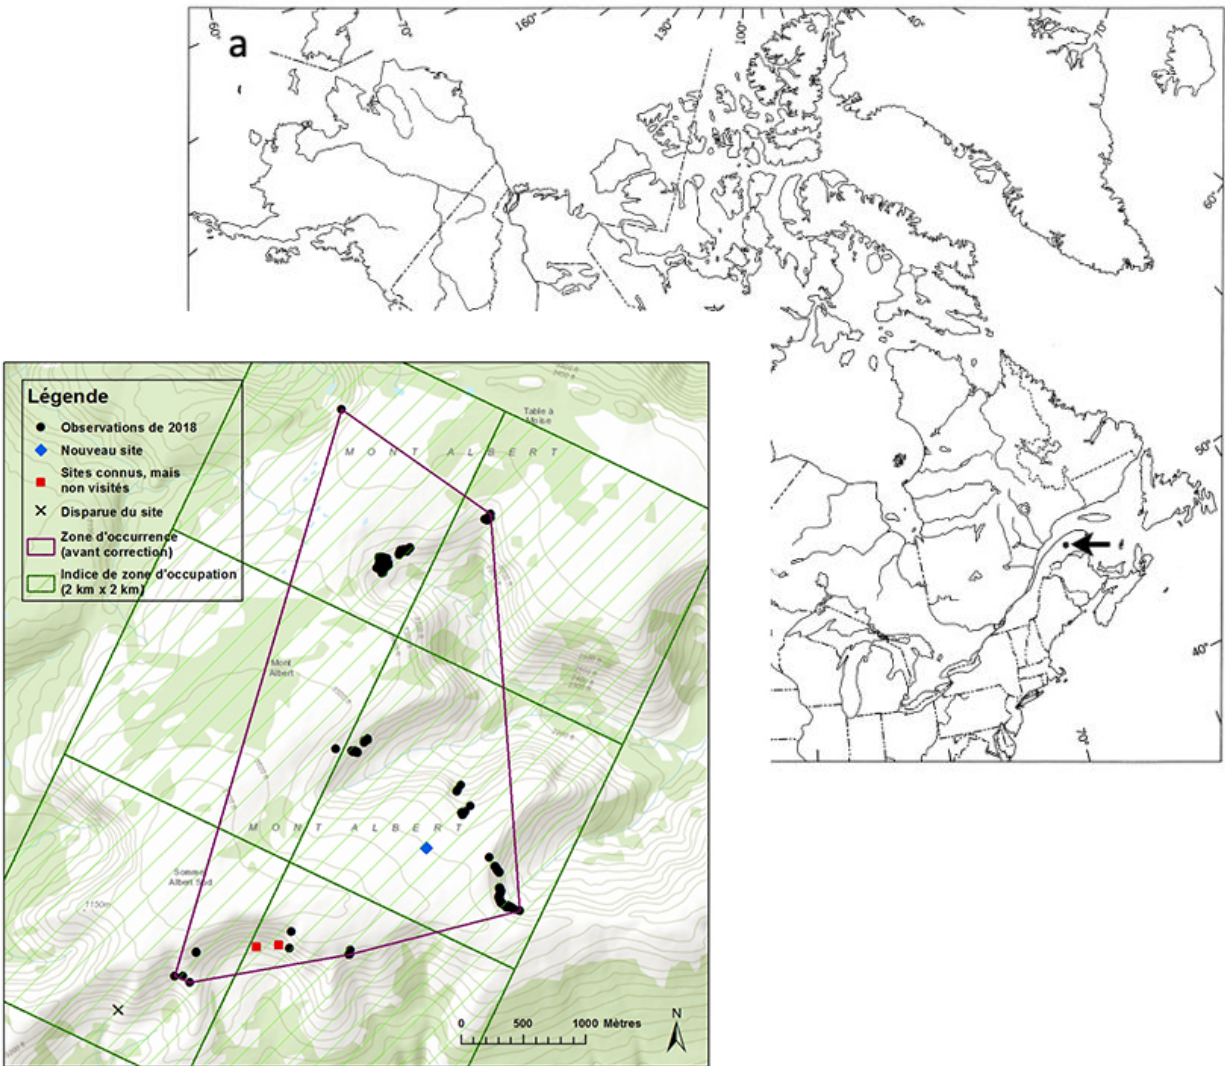 60°
70°
160°
130°
100°
70°
40°
a
60°
50°
40°
70°
Légende
Observations de 2018
Nouveau site
Sites connus, mais
non visités
Disparue du site
Zone d'occurrence
(avant correction)
Indice de zone d'occupation
(2 km x 2 km)
Table à
Moïse
MONT ALBERT
Mont
Albert
MONT ALBERT
Sommet
Albert Sud
1150m
0 500 1000 Mètres
N